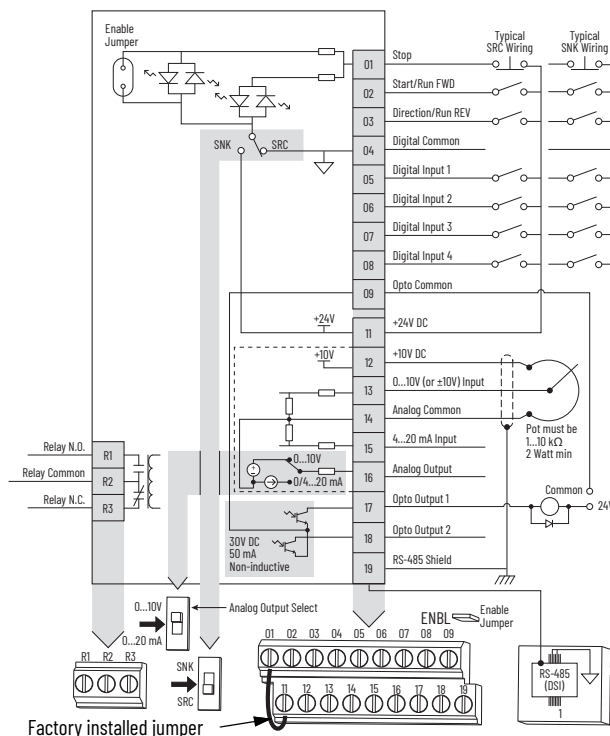 Enable
Jumper
Typical
SRC Wiring
Typical
SNK Wiring
01 Stop
02 Start/Run FWD
03 Direction/Run REV
SNK SRC
04 Digital Common
05 Digital Input 1
06 Digital Input 2
07 Digital Input 3
08 Digital Input 4
09 Opto Common
+24V
11 +24V DC
+10V
12 +10V DC
13 0...10V (or ±10V) Input
14 Analog Common
Pot must be
1...10 kΩ
2 Watt min
15 4...20 mA Input
Relay N.O. R1
Relay Common R2
Relay N.C. R3
0...10V
0/4...20 mA
16 Analog Output
Common
17 Opto Output 1
24V
30V DC
50 mA
Non-inductive
18 Opto Output 2
19 RS-485 Shield
0...10V
0...20 mA
Analog Output Select
ENBL
Enable
Jumper
R1 R2 R3
SNK
SRC
01 02 03 04 05 06 07 08 09
11 12 13 14 15 16 17 18 19
RS-485
(DSI)
1
Factory installed jumper